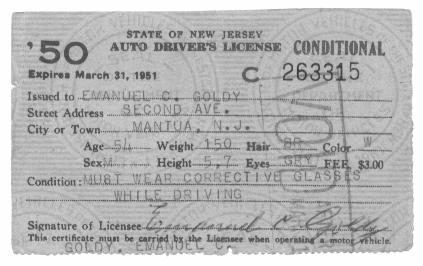 STATE OF NEW JERSEY
'50 AUTO DRIVER'S LICENSE CONDITIONAL
Expires March 31, 1951 C 263315
Issued to EMANUEL C. GOLDY
Street Address SECOND AVE.
City or Town MANTUA, N.J.
Age 54 Weight 150 Hair BR Color W
Sex M Height 5,7 Eyes GRY FEE, $3.00
Condition: MUST WEAR CORRECTIVE GLASSES
WHILE DRIVING
VOID
Signature of Licensee Emanuel C Goldy
This certificate must be carried by the Licensee when operating a motor vehicle.
GOLDY, EMANUEL C